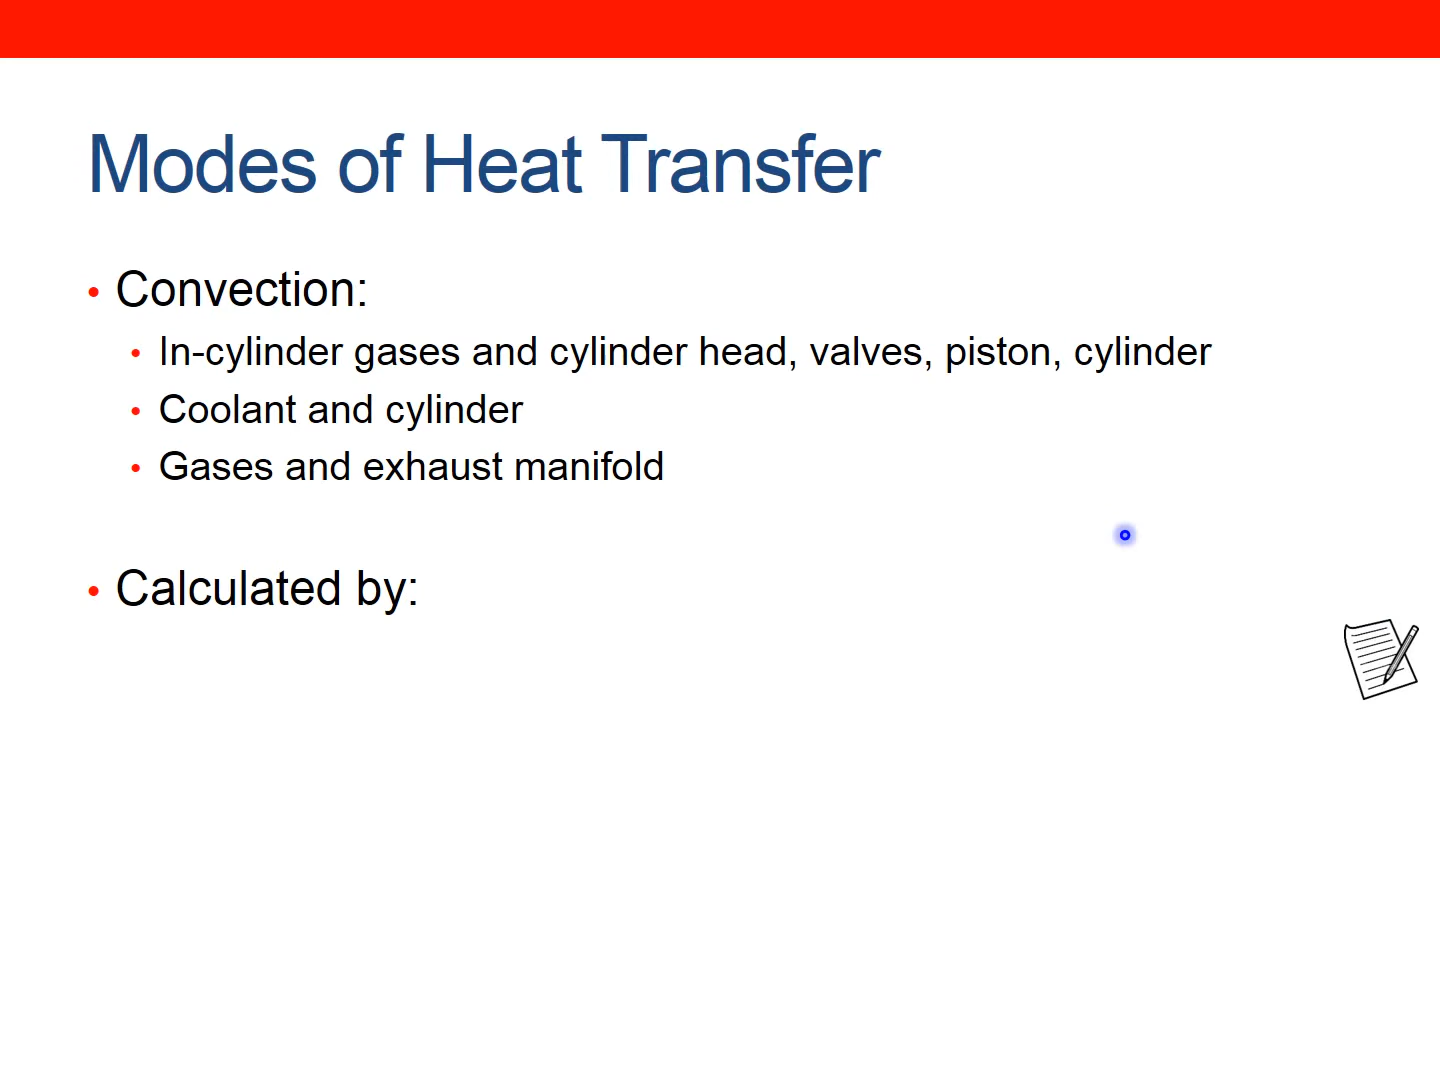 Modes of Heat Transfer
• Convection:
• In-cylinder gases and cylinder head, valves, piston, cylinder
• Coolant and cylinder
• Gases and exhaust manifold
• Calculated by: